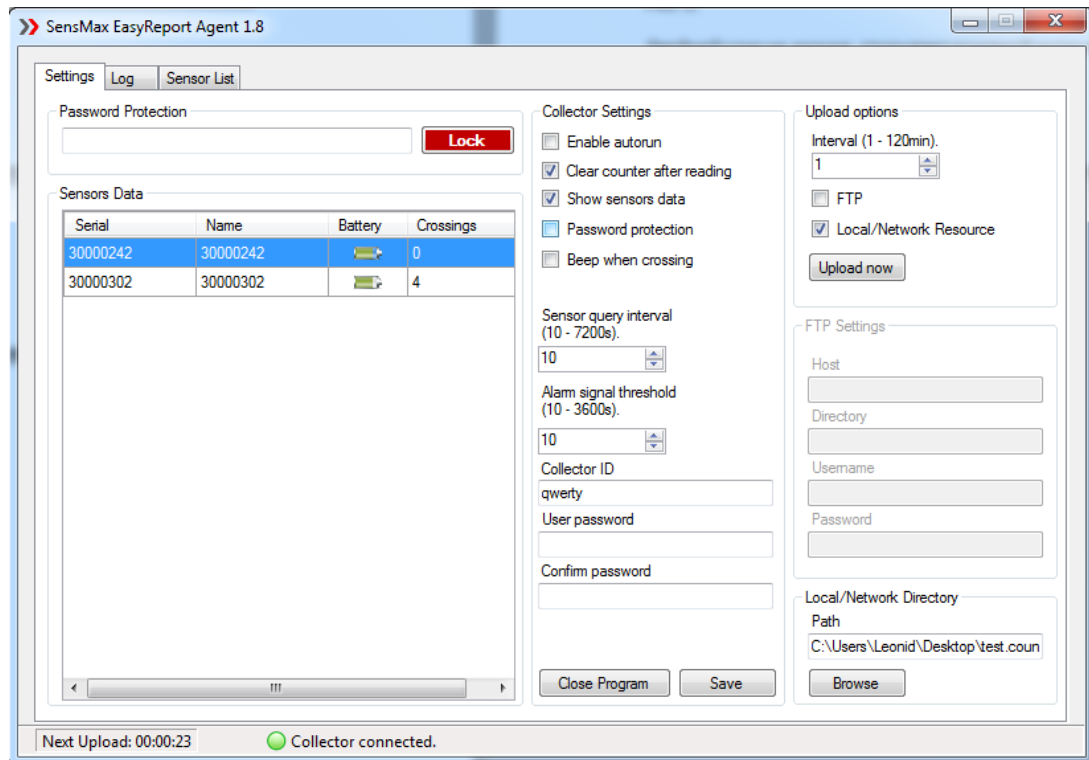 SensMax EasyReport Agent 1.8
Settings Log Sensor List
Password Protection
Lock
Sensors Data
Serial Name Battery Crossings
30000242 30000242 0
30000302 30000302 4
Collector Settings
Enable autorun
Clear counter after reading
Show sensors data
Password protection
Beep when crossing
Sensor query interval
(10 - 7200s).
10
Alarm signal threshold
(10 - 3600s).
10
Collector ID
qwerty
User password
Confirm password
Close Program Save
Upload options
Interval (1 - 120min).
1
FTP
Local/Network Resource
Upload now
FTP Settings
Host
Directory
Username
Password
Local/Network Directory
Path
C:\Users\Leonid\Desktop\test.coun
Browse
Next Upload: 00:00:23 Collector connected.